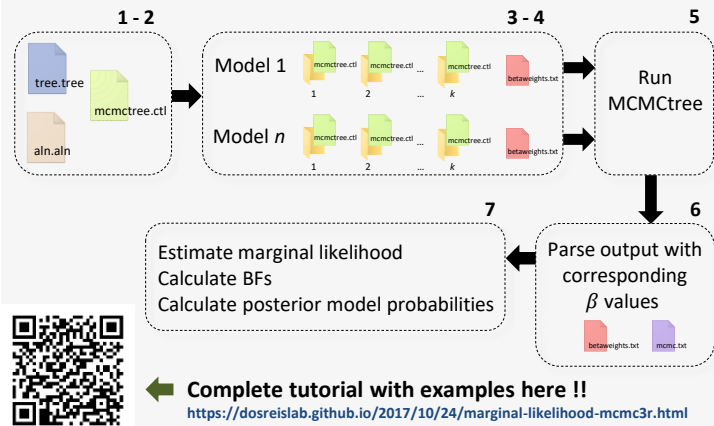 1 - 2
tree.tree
mcmctree.ctl
aln.aln
3 - 4
Model 1
mcmctree.ctl mcmctree.ctl ... mcmctree.ctl
1 2 ... k
betaweights.txt
Model n
mcmctree.ctl mcmctree.ctl ... mcmctree.ctl
1 2 ... k
betaweights.txt
5
Run
MCMCtree
6
Parse output with
corresponding
β values
betaweights.txt mcmc.txt
7
Estimate marginal likelihood
Calculate BFs
Calculate posterior model probabilities
Complete tutorial with examples here !!
https://dosreislab.github.io/2017/10/24/marginal-likelihood-mcmc3r.html